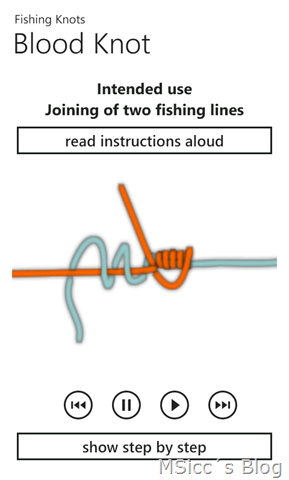 Fishing Knots
Blood Knot
Intended use
Joining of two fishing lines
read instructions aloud
show step by step
MSicc´s Blog